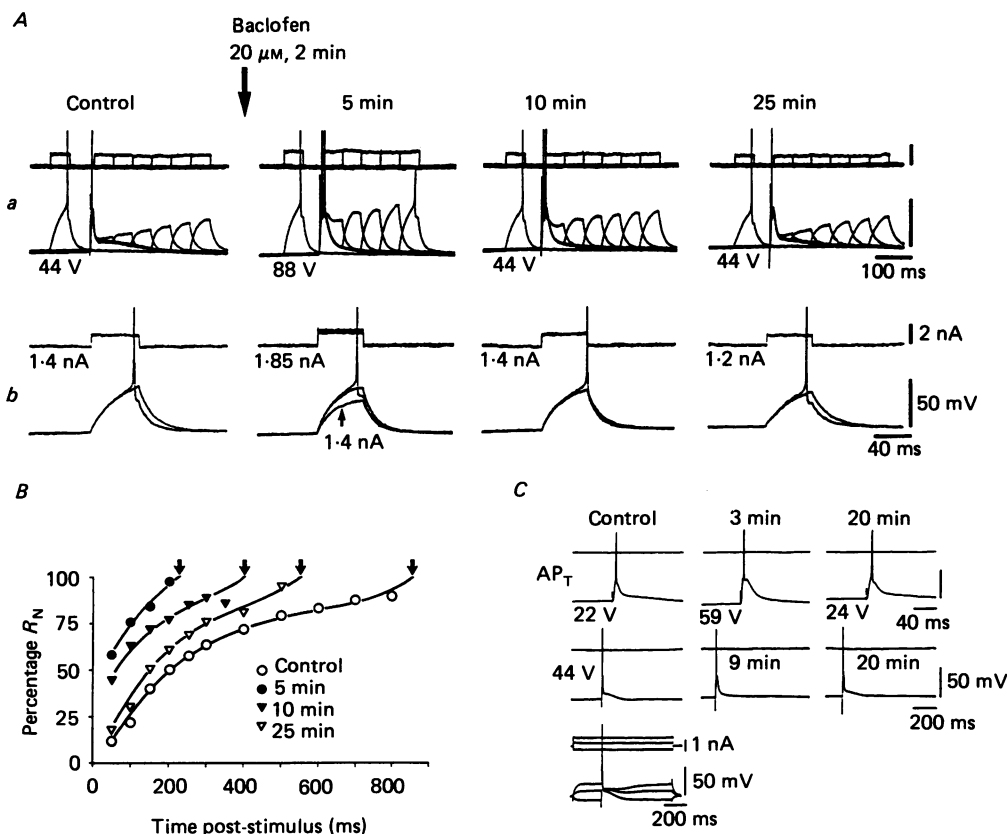 A
Baclofen
20 μM, 2 min
Control
5 min
10 min
25 min
a
44 V
88 V
44 V
44 V
100 ms
1·4 nA
1·85 nA
1·4 nA
1·2 nA
2 nA
b
1·4 nA
50 mV
40 ms
B
Percentage RN
100
75
50
25
0
Control
5 min
10 min
25 min
0 200 400 600 800
Time post-stimulus (ms)
C
Control
3 min
20 min
APT
22 V
59 V
24 V
40 ms
44 V
9 min
20 min
50 mV
200 ms
1 nA
50 mV
200 ms